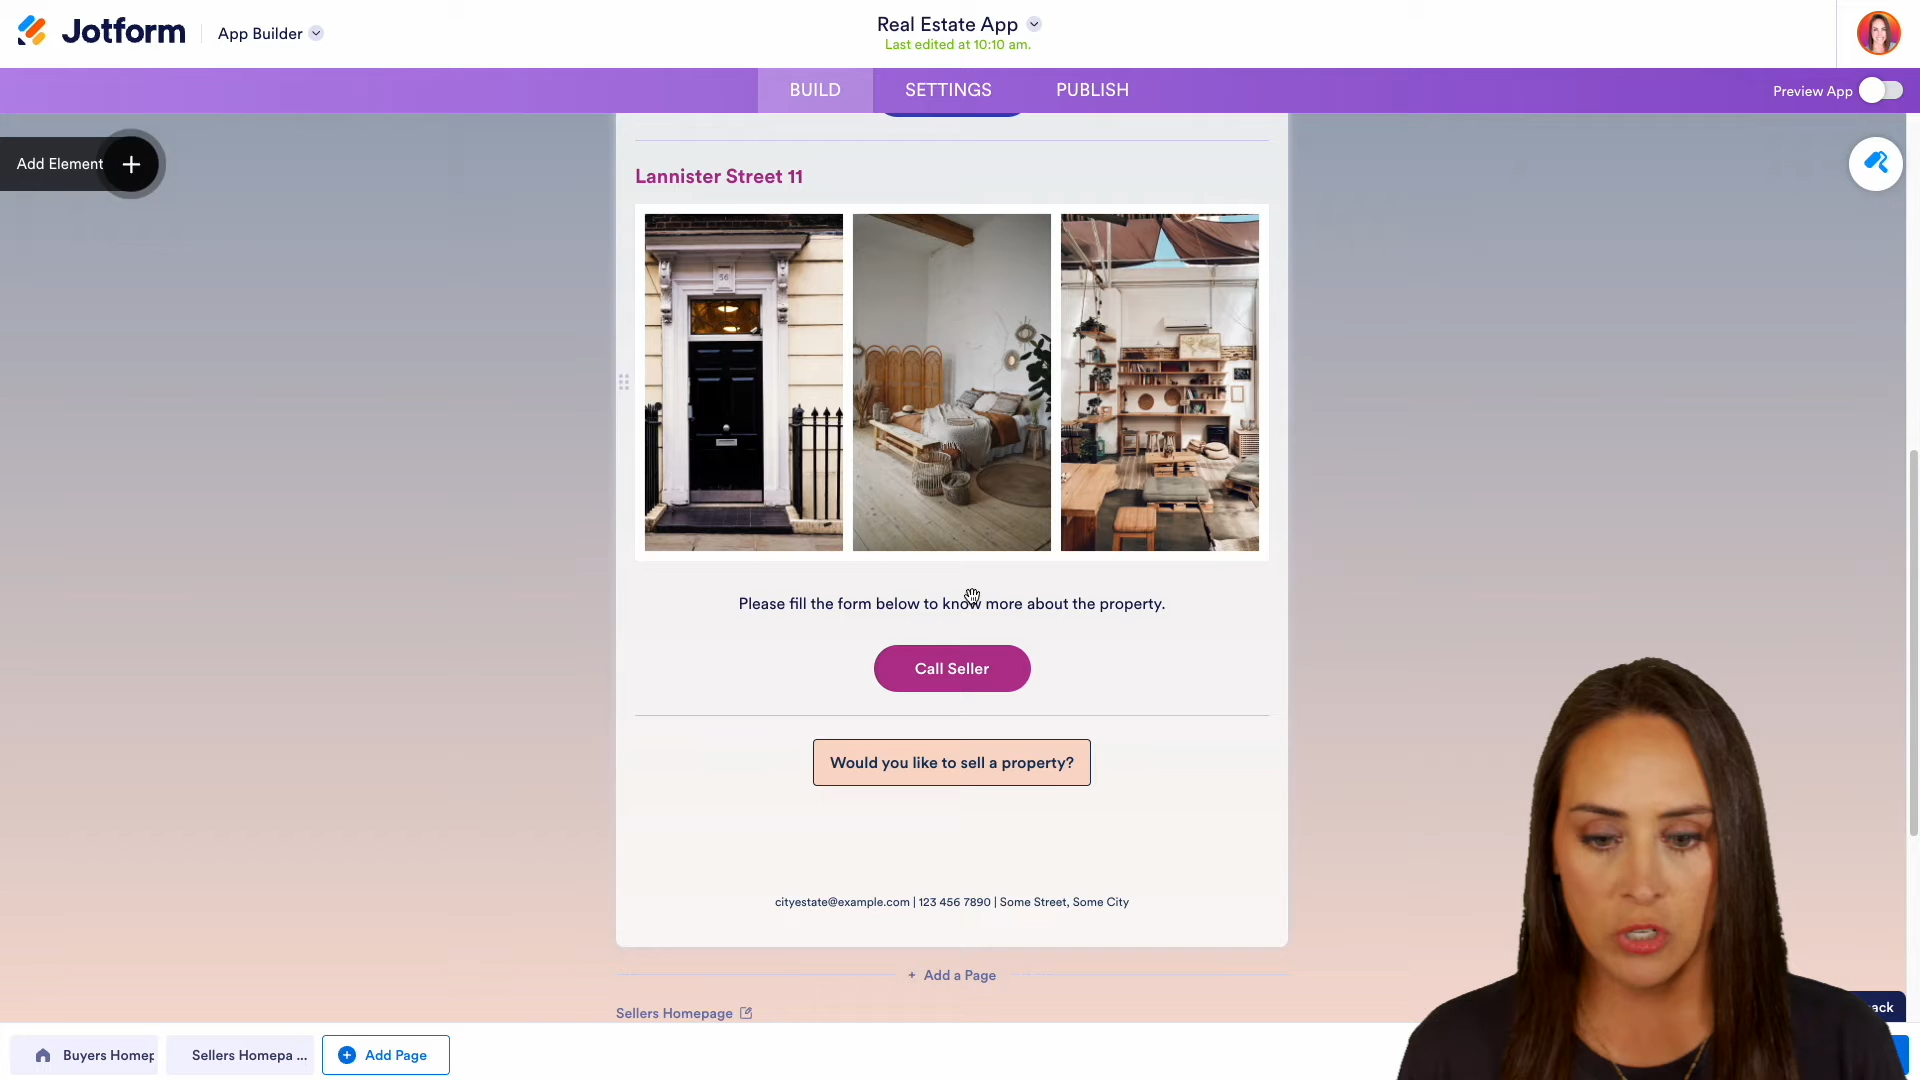 Jotform
App Builder
Real Estate App
Last edited at 10:10 am.
BUILD
SETTINGS
PUBLISH
Preview App
Add Element
Lannister Street 11
56
Please fill the form below to know more about the property.
Call Seller
Would you like to sell a property?
cityestate@example.com | 123 456 7890 | Some Street, Some City
+ Add a Page
Sellers Homepage
Buyers Homep
Sellers Homepa ...
Add Page